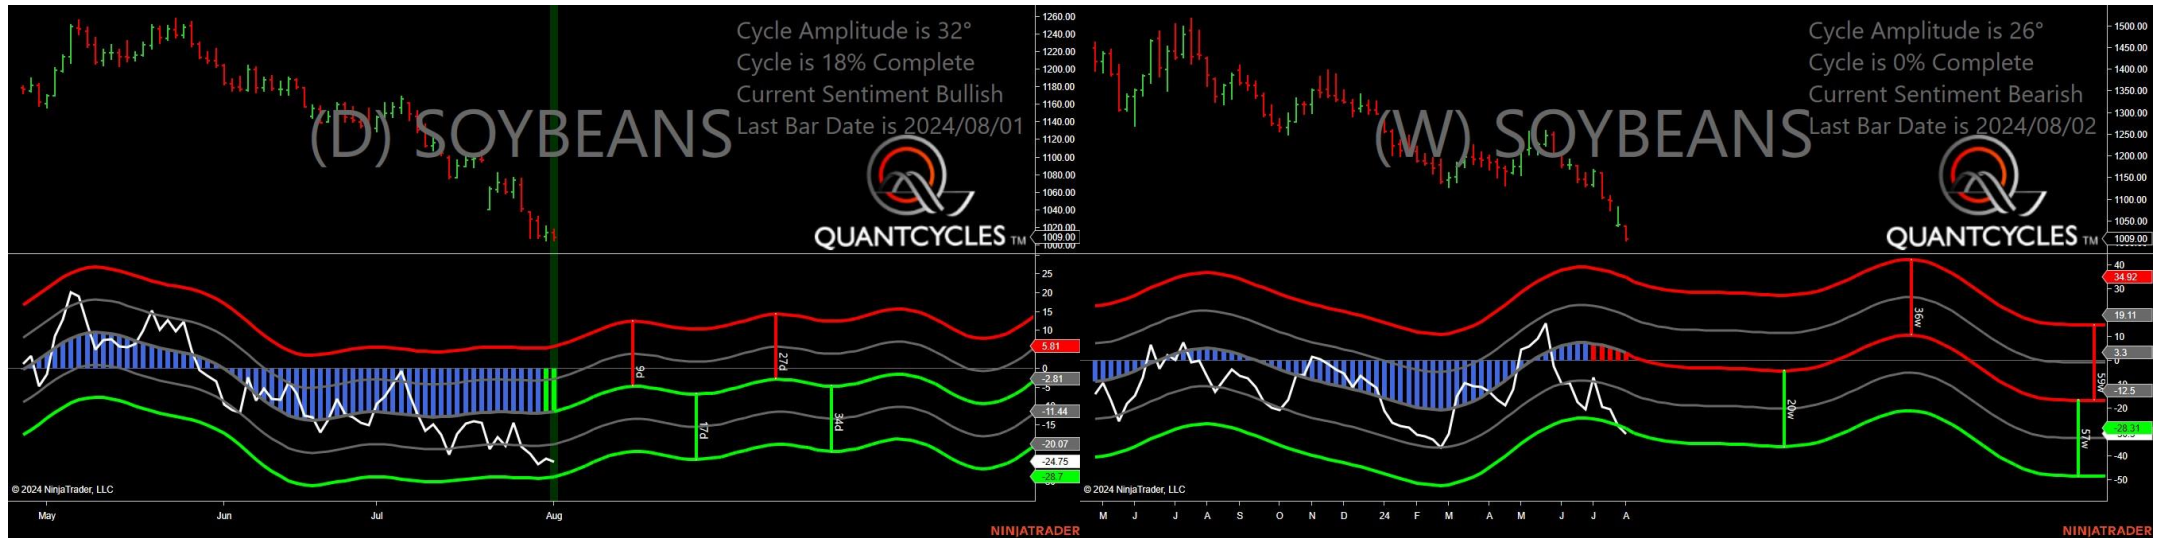 Cycle Amplitude is 32°
Cycle is 18% Complete
Current Sentiment Bullish
Last Bar Date is 2024/08/01
(D) SOYBEANS
QUANTCYCLES TM
1260.00
1240.00
1220.00
1200.00
1180.00
1160.00
1140.00
1120.00
1100.00
1080.00
1060.00
1040.00
1020.00
1009.00
25
20
15
10
5.81
0
-2.81
-5
-11.44
-15
-20.07
-24.75
-28.7
9d
17d
27d
34d
© 2024 NinjaTrader, LLC
May Jun Jul Aug
NINJATRADER
Cycle Amplitude is 26°
Cycle is 0% Complete
Current Sentiment Bearish
Last Bar Date is 2024/08/02
(W) SOYBEANS
QUANTCYCLES TM
1500.00
1450.00
1400.00
1350.00
1300.00
1250.00
1200.00
1150.00
1100.00
1050.00
1009.00
40
34.92
30
19.11
10
3.3
0
-12.5
-20
-28.31
-40
-50
20w
36w
57w
59w
© 2024 NinjaTrader, LLC
M J J A S O N D 24 F M A M J J A
NINJATRADER